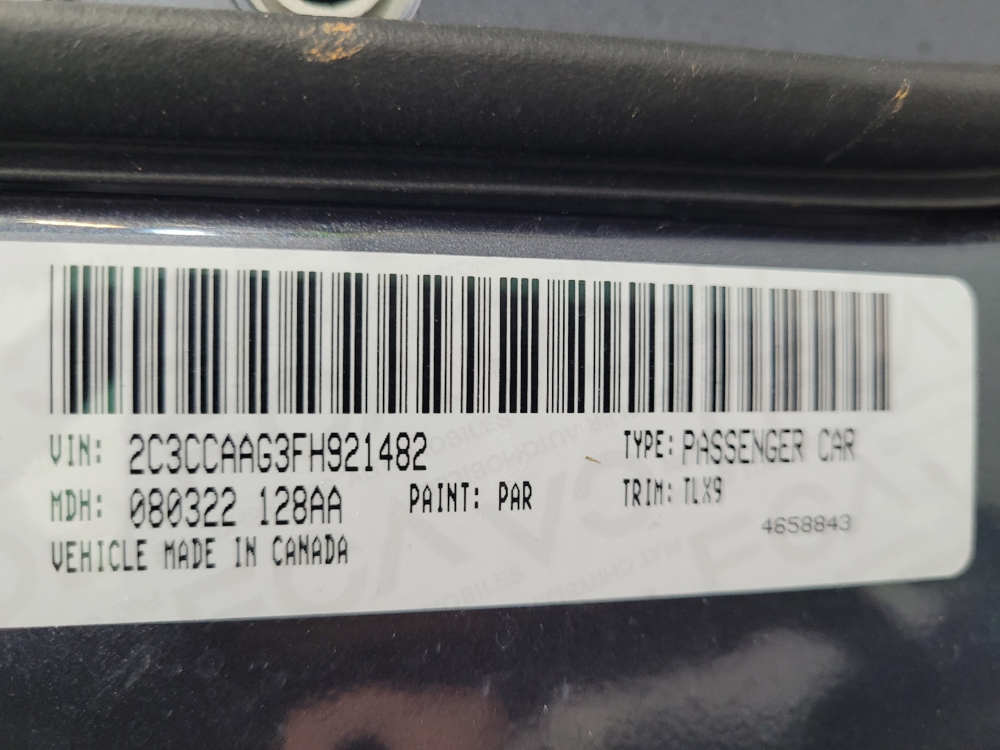 VIN: 2C3CCAAG3FH921482 TYPE: PASSENGER CAR
MDH: 080322 128AA PAINT: PAR TRIM: TLX9
4658843
VEHICLE MADE IN CANADA